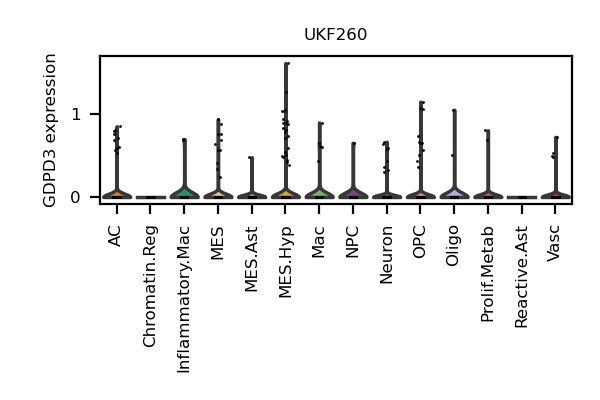 UKF260
GDPD3 expression
1
0
AC
Chromatin.Reg
Inflammatory.Mac
MES
MES.Ast
MES.Hyp
Mac
NPC
Neuron
OPC
Oligo
Prolif.Metab
Reactive.Ast
Vasc